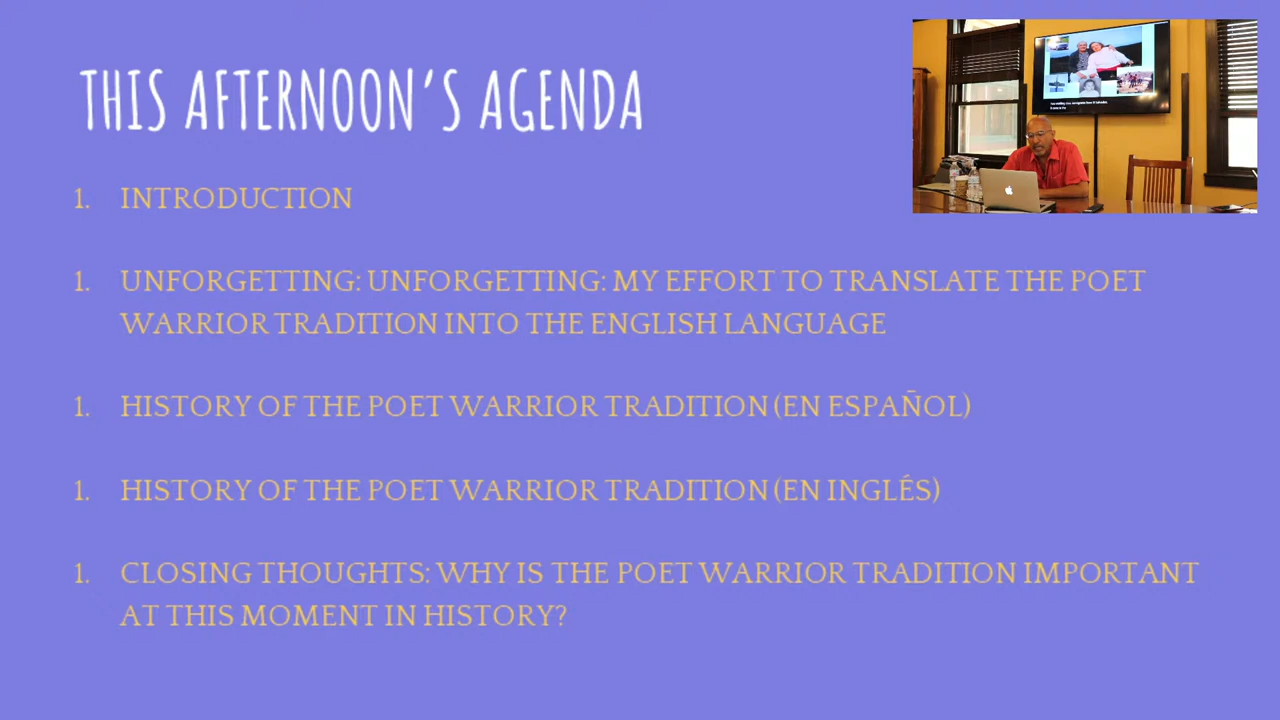 THIS AFTERNOON'S AGENDA
1. INTRODUCTION
1. UNFORGETTING: UNFORGETTING: MY EFFORT TO TRANSLATE THE POET
WARRIOR TRADITION INTO THE ENGLISH LANGUAGE
1. HISTORY OF THE POET WARRIOR TRADITION (EN ESPAÑOL)
1. HISTORY OF THE POET WARRIOR TRADITION (EN INGLÉS)
1. CLOSING THOUGHTS: WHY IS THE POET WARRIOR TRADITION IMPORTANT
AT THIS MOMENT IN HISTORY?